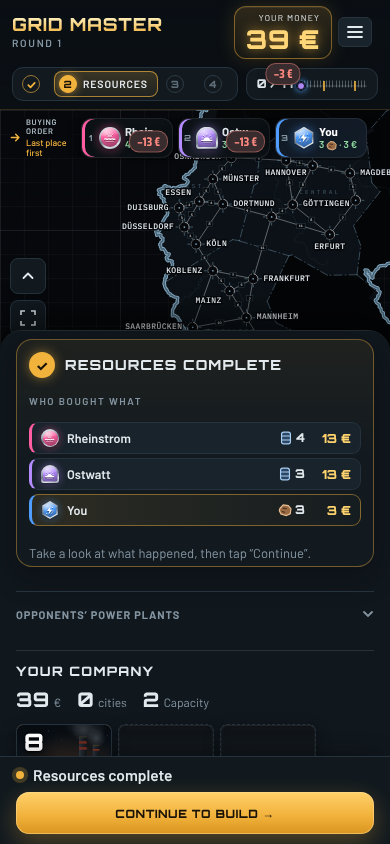 GRID MASTER
ROUND 1
YOUR MONEY
39 €
2 RESOURCES 3 4
-3 €
BUYING
ORDER
Last place
first
1
-13 €
2
-13 €
3 You
3 · 3 €
MÜNSTER
HANNOVER
ESSEN
DUISBURG
DORTMUND
GÖTTINGEN
DÜSSELDORF
KÖLN
ERFURT
KOBLENZ
FRANKFURT
MAINZ
MANNHEIM
SAARBRÜCKEN
RESOURCES COMPLETE
WHO BOUGHT WHAT
Rheinstrom 4 13 €
Ostwatt 3 13 €
You 3 3 €
Take a look at what happened, then tap “Continue”.
OPPONENTS’ POWER PLANTS
YOUR COMPANY
39 € 0 cities 2 Capacity
8
Resources complete
CONTINUE TO BUILD →